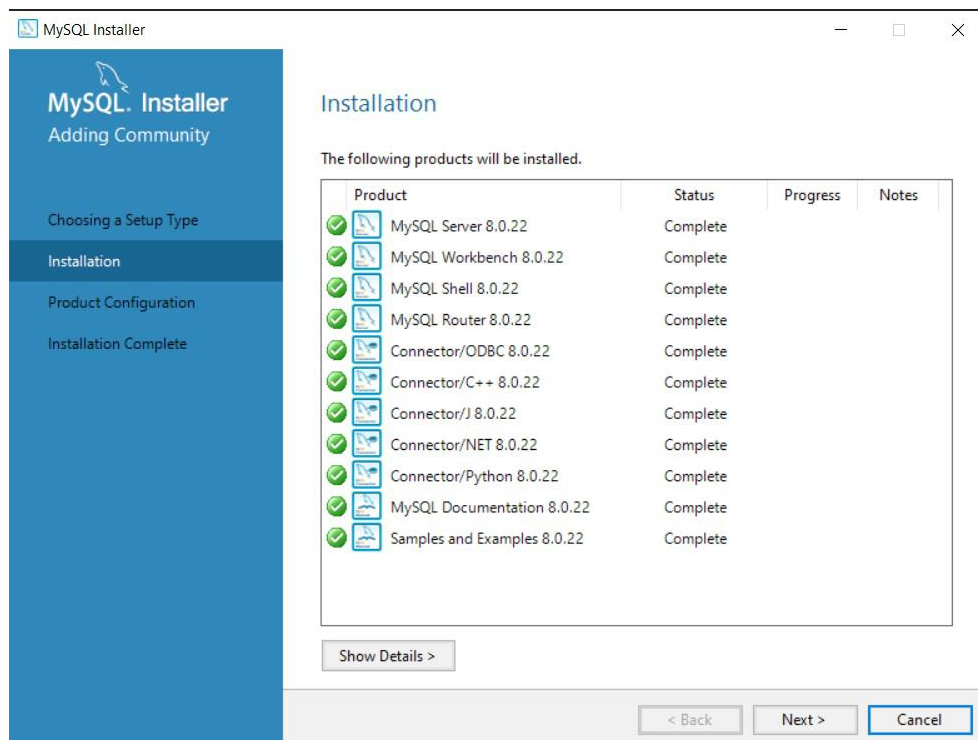 MySQL Installer
MySQL. Installer
Adding Community
Choosing a Setup Type
Installation
Product Configuration
Installation Complete
Installation
The following products will be installed.
Product Status Progress Notes
MySQL Server 8.0.22 Complete
MySQL Workbench 8.0.22 Complete
MySQL Shell 8.0.22 Complete
MySQL Router 8.0.22 Complete
Connector/ODBC 8.0.22 Complete
Connector/C++ 8.0.22 Complete
Connector/J 8.0.22 Complete
Connector/NET 8.0.22 Complete
Connector/Python 8.0.22 Complete
MySQL Documentation 8.0.22 Complete
Samples and Examples 8.0.22 Complete
Show Details >
< Back Next > Cancel